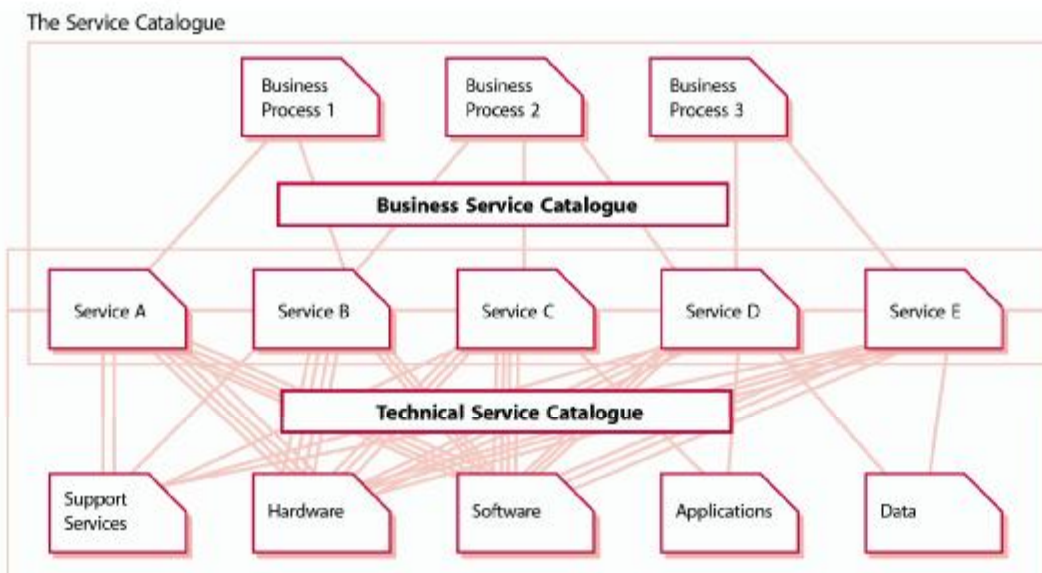 The Service Catalogue
Business
Process 1
Business
Process 2
Business
Process 3
Business Service Catalogue
Service A
Service B
Service C
Service D
Service E
Technical Service Catalogue
Support
Services
Hardware
Software
Applications
Data